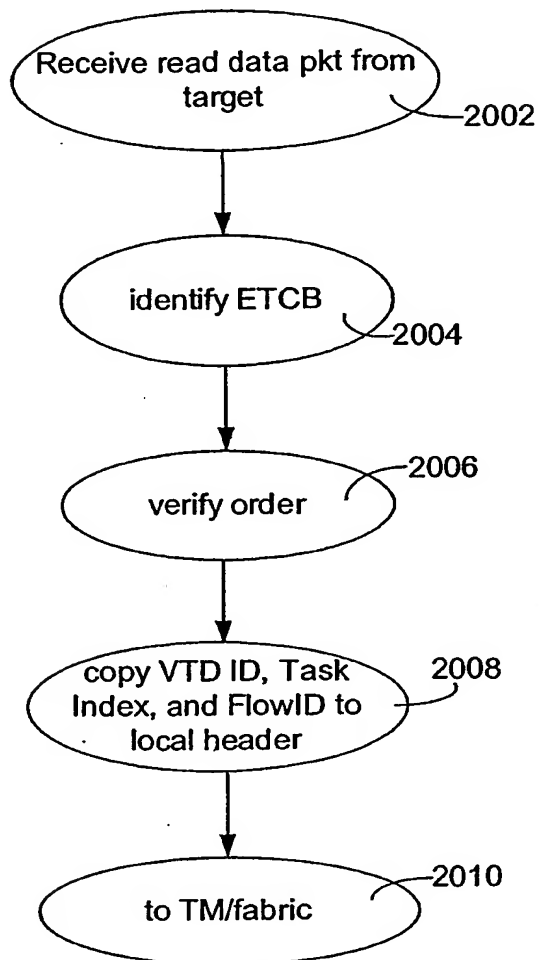 Receive read data pkt from
target
2002
identify ETCB
2004
2006
verify order
copy VTD ID, Task
Index, and FlowID to
local header
2008
to TM/fabric
2010